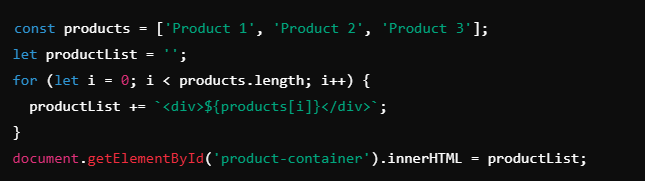 const products = ['Product 1', 'Product 2', 'Product 3'];
let productList = '';
for (let i = 0; i < products.length; i++) {
  productList += `<div>${products[i]}</div>`;
}
document.getElementById('product-container').innerHTML = productList;